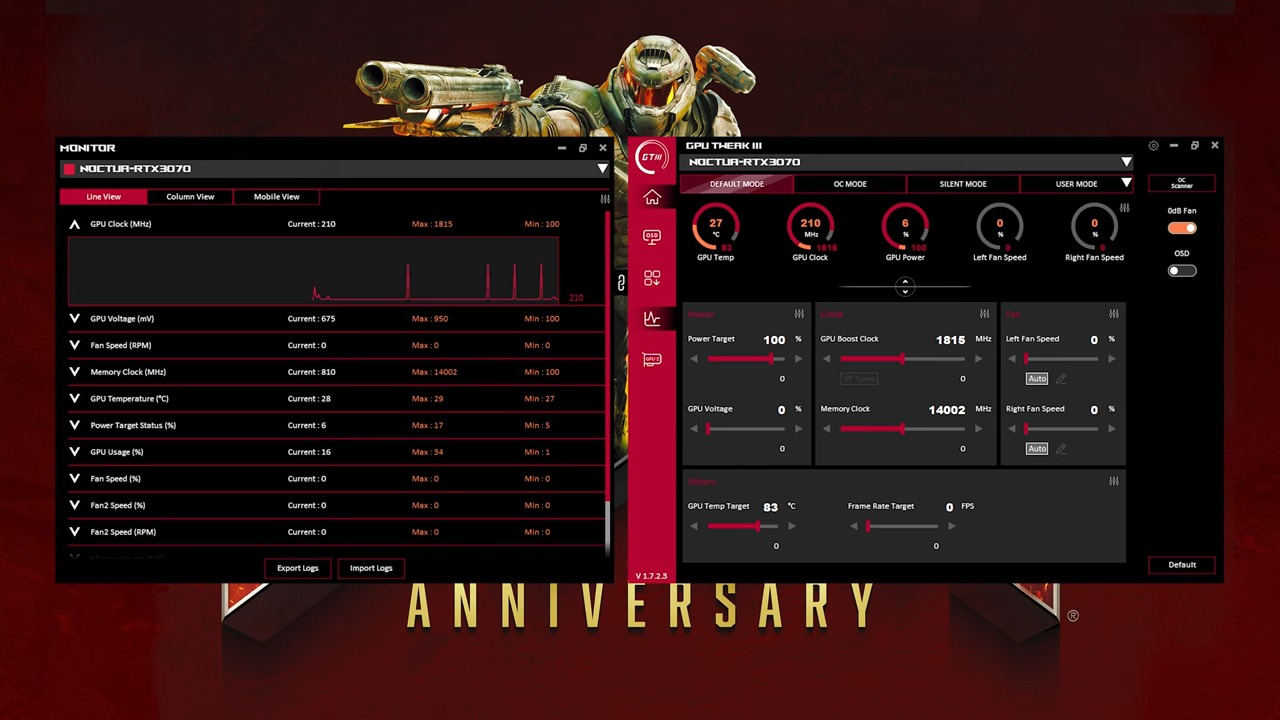 MONITOR
NOCTUA-RTX3070
Line View
Column View
Mobile View
GPU Clock (MHz) Current : 210 Max : 1815 Min : 100
210
GPU Voltage (mV) Current : 675 Max : 950 Min : 100
Fan Speed (RPM) Current : 0 Max : 0 Min : 0
Memory Clock (MHz) Current : 810 Max : 14002 Min : 100
GPU Temperature (°C) Current : 28 Max : 29 Min : 27
Power Target Status (%) Current : 6 Max : 17 Min : 5
GPU Usage (%) Current : 16 Max : 34 Min : 1
Fan Speed (%) Current : 0 Max : 0 Min : 0
Fan2 Speed (%) Current : 0 Max : 0 Min : 0
Fan2 Speed (RPM) Current : 0 Max : 0 Min : 0
Export Logs
Import Logs
GTIII
GPU TWEAK III
NOCTUA-RTX3070
DEFAULT MODE
OC MODE
SILENT MODE
USER MODE
OC
Scanner
0dB Fan
OSD
27
°C
83
GPU Temp
210
MHz
1815
GPU Clock
6
%
100
GPU Power
0
%
0
Left Fan Speed
0
%
0
Right Fan Speed
OSD
GPU Z
V 1.7.2.3
Power
Power Target 100 %
0
GPU Voltage 0 %
0
Clock
GPU Boost Clock 1815 MHz
VF Tuner 0
Memory Clock 14002 MHz
0
Fan
Left Fan Speed 0 %
Auto
Right Fan Speed 0 %
Auto
Others
GPU Temp Target 83 °C
0
Frame Rate Target 0 FPS
0
Default
ANNIVERSARY
®